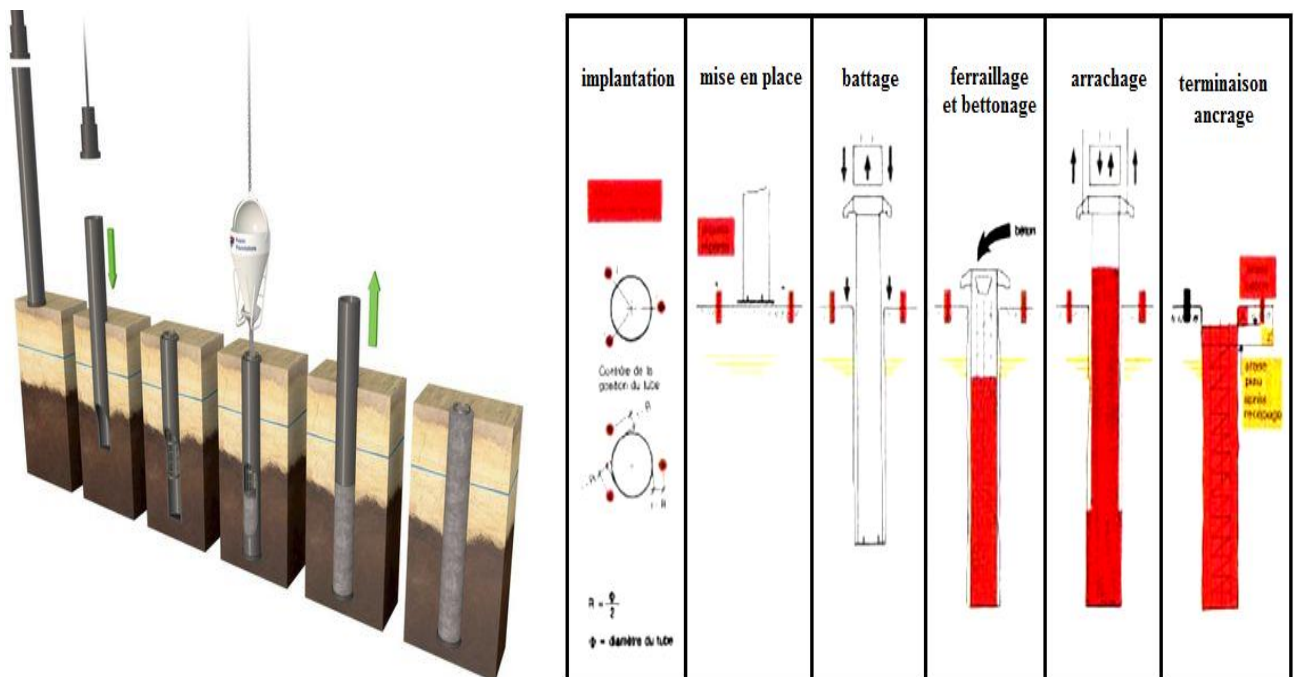 implantation
mise en place
battage
ferraillage
et bettonage
arrachage
terminaison
ancrage
Contrôle de la
position du tube
R
R
R
R = Φ
2
Φ = diamètre du tube
béton
arase
pieu
après
recépage